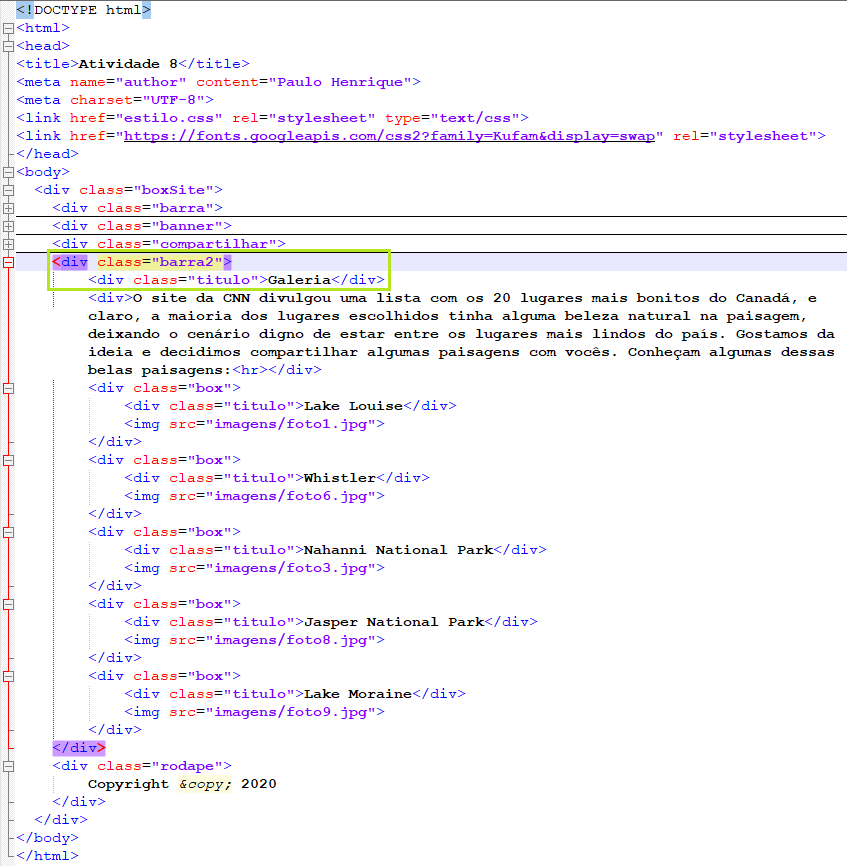 <!DOCTYPE html>
<html>
<head>
<title>Atividade 8</title>
<meta name="author" content="Paulo Henrique">
<meta charset="UTF-8">
<link href="estilo.css" rel="stylesheet" type="text/css">
<link href="https://fonts.googleapis.com/css2?family=Kufam&display=swap" rel="stylesheet">
</head>
<body>
<div class="boxSite">
<div class="barra">
<div class="banner">
<div class="compartilhar">
<div class="barra2">
<div class="titulo">Galeria</div>
<div>O site da CNN divulgou uma lista com os 20 lugares mais bonitos do Canadá, e
claro, a maioria dos lugares escolhidos tinha alguma beleza natural na paisagem,
deixando o cenário digno de estar entre os lugares mais lindos do país. Gostamos da
ideia e decidimos compartilhar algumas paisagens com vocês. Conheçam algumas dessas
belas paisagens:<hr></div>
<div class="box">
<div class="titulo">Lake Louise</div>
<img src="imagens/foto1.jpg">
</div>
<div class="box">
<div class="titulo">Whistler</div>
<img src="imagens/foto6.jpg">
</div>
<div class="box">
<div class="titulo">Nahanni National Park</div>
<img src="imagens/foto3.jpg">
</div>
<div class="box">
<div class="titulo">Jasper National Park</div>
<img src="imagens/foto8.jpg">
</div>
<div class="box">
<div class="titulo">Lake Moraine</div>
<img src="imagens/foto9.jpg">
</div>
</div>
<div class="rodape">
Copyright &copy; 2020
</div>
</div>
</body>
</html>